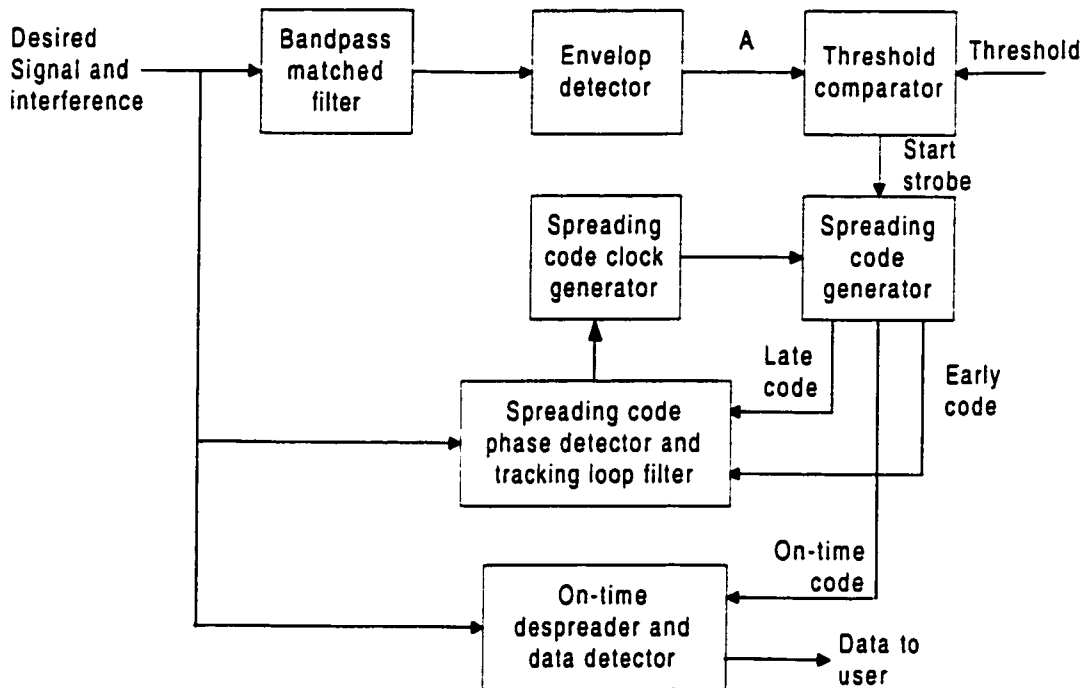 Desired
Signal and
interference
Bandpass
matched
filter
Envelop
detector
A
Threshold
comparator
Threshold
Start
strobe
Spreading
code clock
generator
Spreading
code
generator
Late
code
Early
code
Spreading code
phase detector and
tracking loop filter
On-time
code
On-time
despreader and
data detector
Data to
user